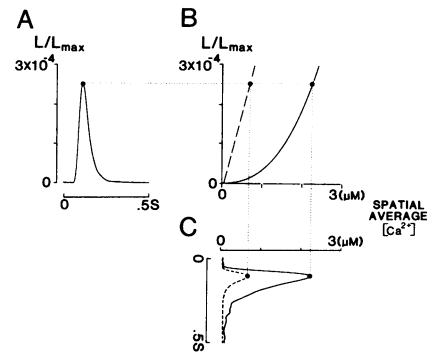 A
B
L/Lmax
L/Lmax
3X10-4
3X10-4
0
0
0
.5S
0
3(μM)
SPATIAL
AVERAGE
[Ca2+]
C
0
3(μM)
0
.5S